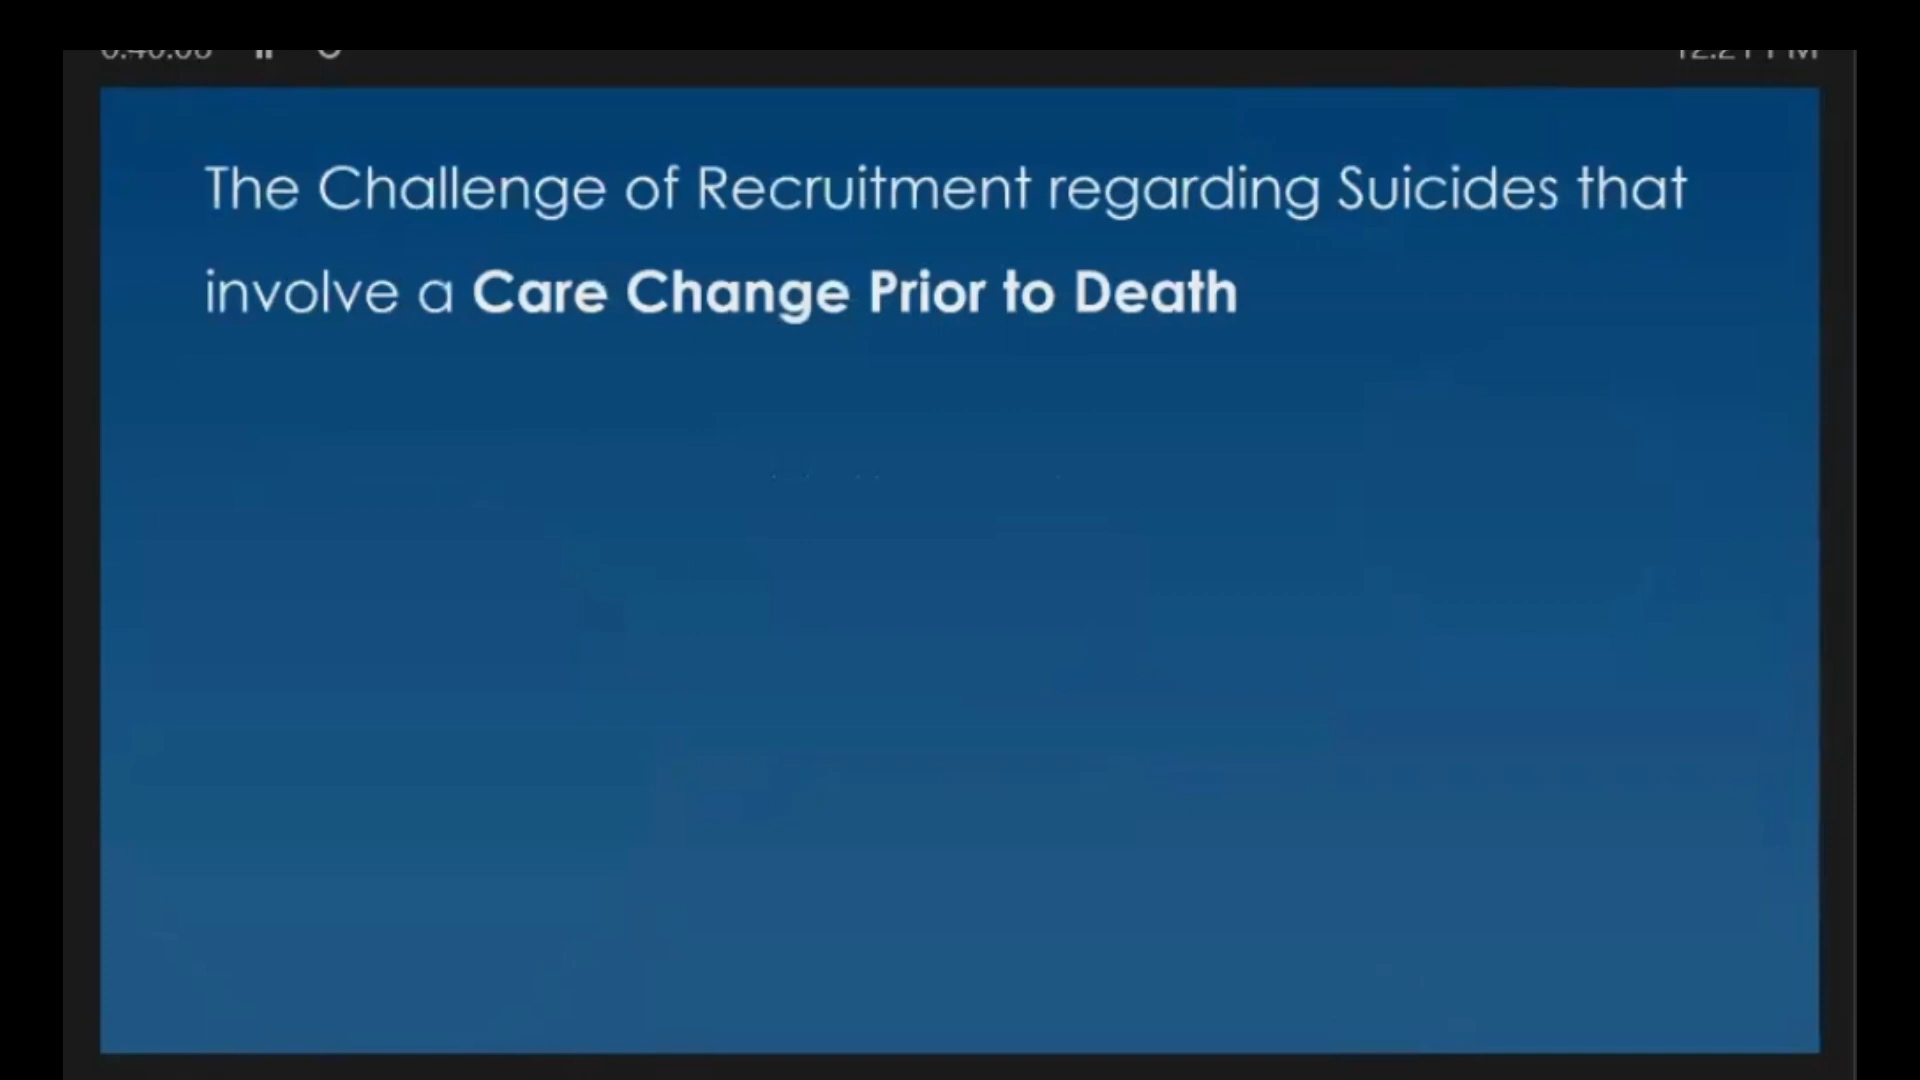 The Challenge of Recruitment regarding Suicides that
involve a Care Change Prior to Death